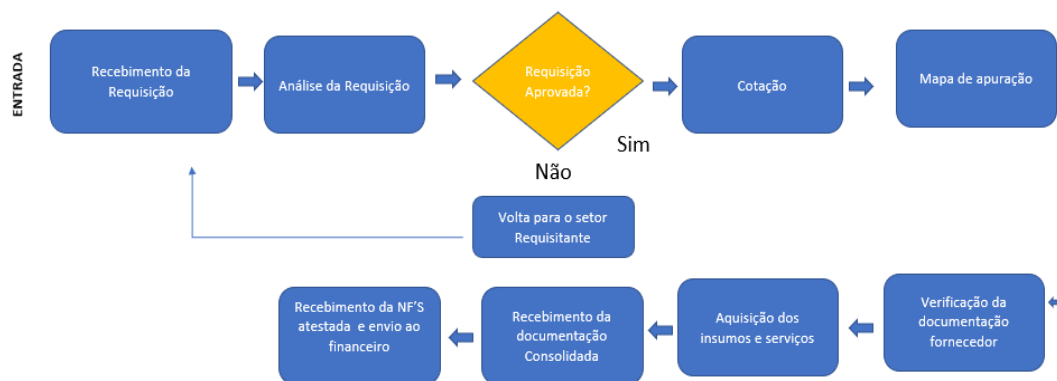 ENTRADA
Recebimento da
Requisição
Análise da Requisição
Requisição
Aprovada?
Cotação
Mapa de apuração
Sim
Não
Volta para o setor
Requisitante
Recebimento da NF'S
atestada e envio ao
financeiro
Recebimento da
documentação
Consolidada
Aquisição dos
insumos e serviços
Verificação da
documentação
fornecedor